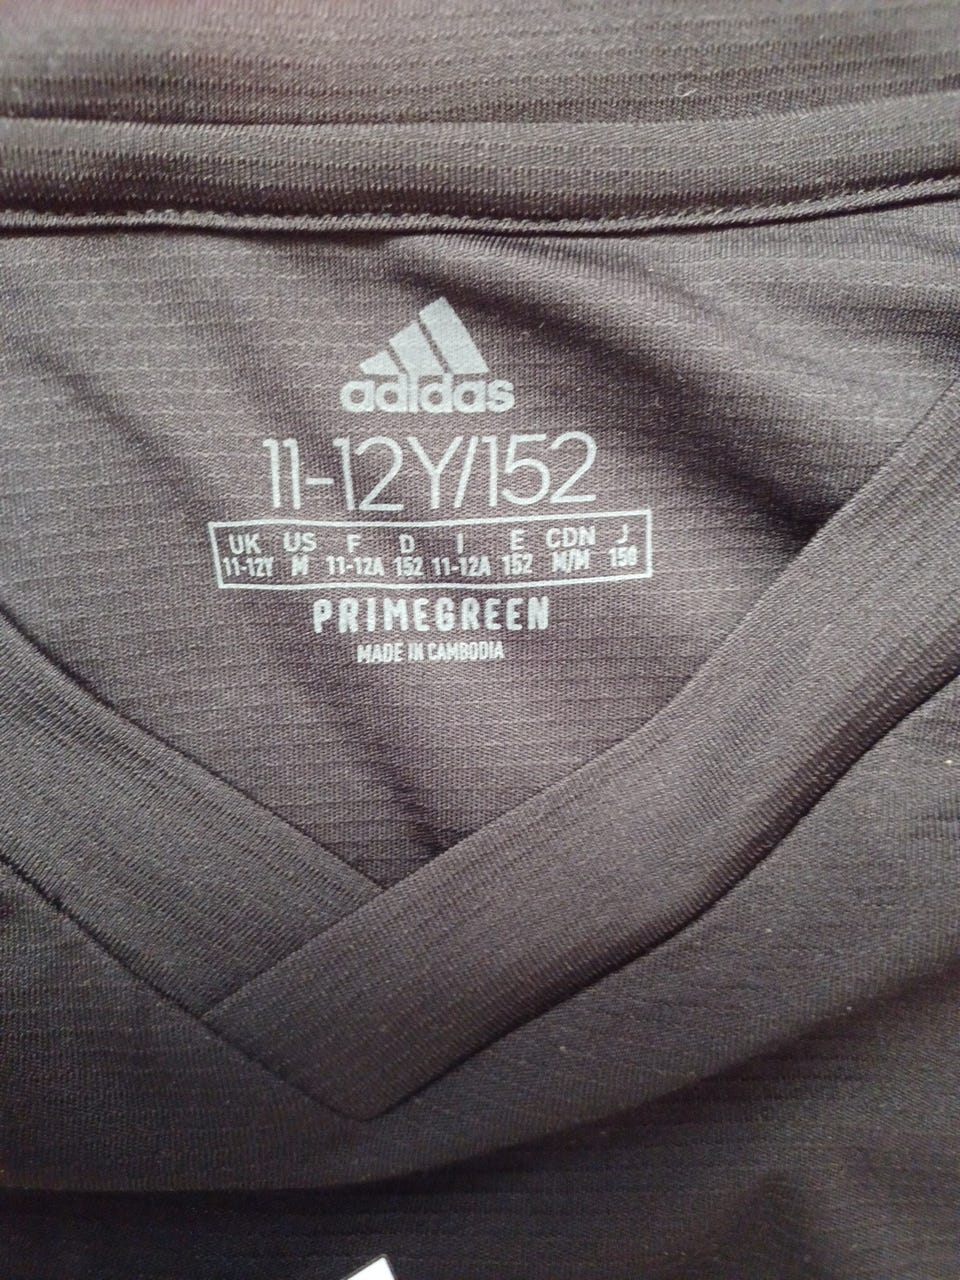 adidas
11-12Y/152
UK US F D I E CDN J
11-12Y M 11-12A 152 11-12A 152 M/M 150
PRIMEGREEN
MADE IN CAMBODIA